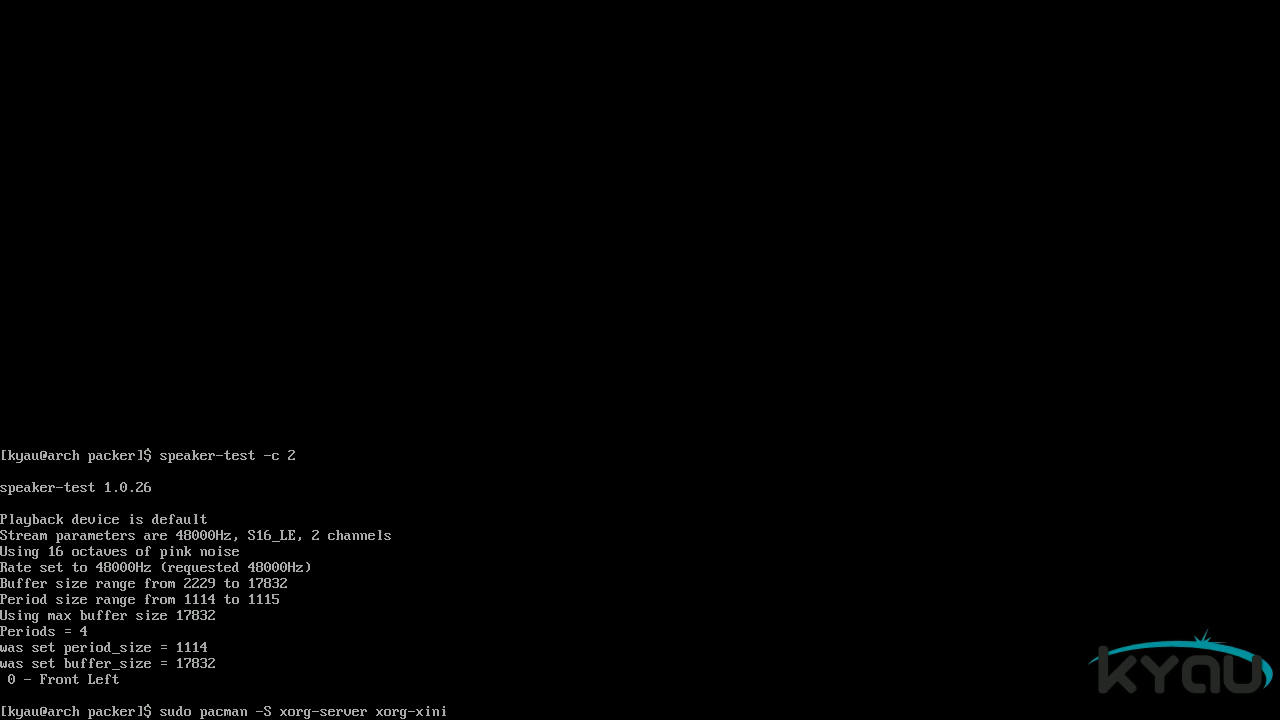 [kyau@arch packer]$ speaker-test -c 2
speaker-test 1.0.26
Playback device is default
Stream parameters are 48000Hz, S16_LE, 2 channels
Using 16 octaves of pink noise
Rate set to 48000Hz (requested 48000Hz)
Buffer size range from 2229 to 17832
Period size range from 1114 to 1115
Using max buffer size 17832
Periods = 4
was set period_size = 1114
was set buffer_size = 17832
 0 - Front Left
kyau
[kyau@arch packer]$ sudo pacman -S xorg-server xorg-xini